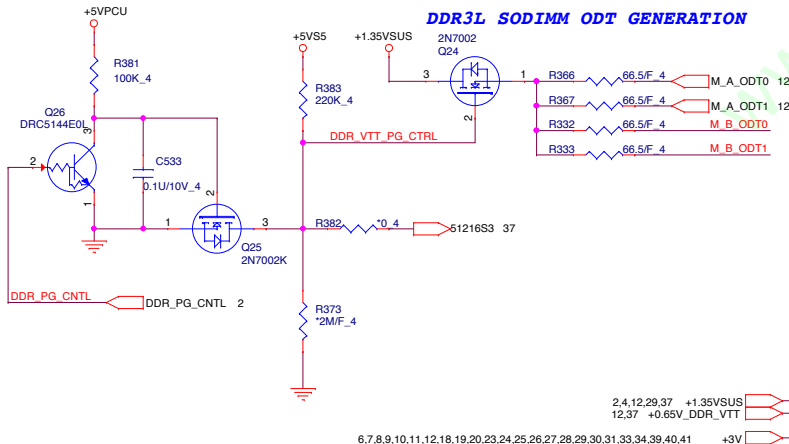 DDR3L SODIMM ODT GENERATION
+5VPCU
R381
100K_4
Q26
DRC5144E0L
3
2
1
C533
0.1U/10V_4
2
1
3
Q25
2N7002K
DDR_PG_CNTL
DDR_PG_CNTL 2
+5VS5
R383
220K_4
DDR_VTT_PG_CTRL
R382
*0_4
51216S3 37
R373
*2M/F_4
+1.35VSUS
2N7002
Q24
3
1
2
R366 66.5/F_4 M_A_ODT0 12
R367 66.5/F_4 M_A_ODT1 12
R332 66.5/F_4 M_B_ODT0
R333 66.5/F_4 M_B_ODT1
2,4,12,29,37 +1.35VSUS
12,37 +0.65V_DDR_VTT
6,7,8,9,10,11,12,18,19,20,23,24,25,26,27,28,29,30,31,33,34,39,40,41 +3V